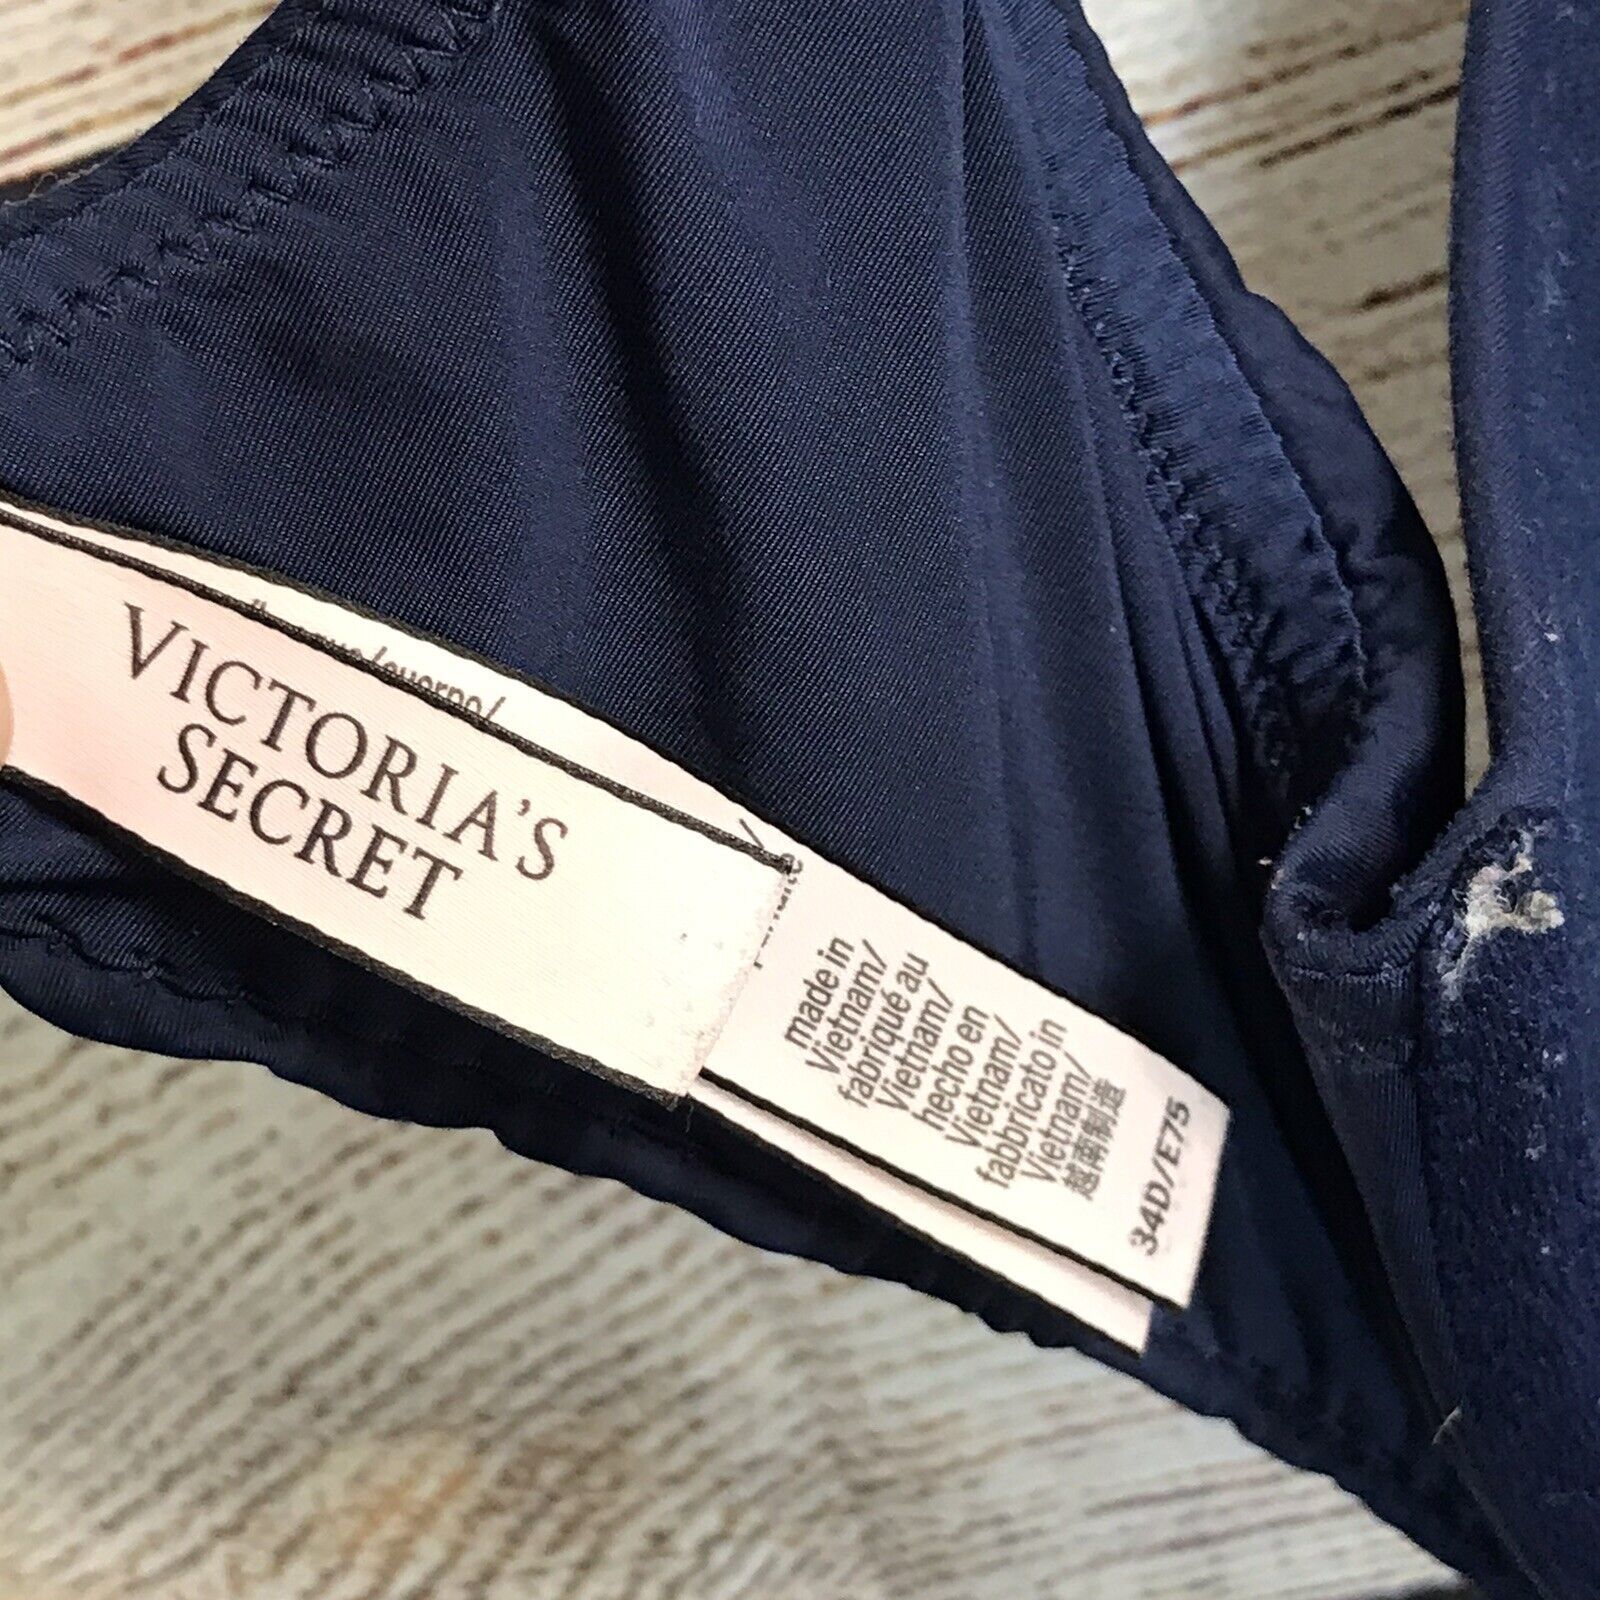 VICTORIA'S
SECRET
made in
Vietnam/
fabriqué au
Vietnam/
hecho en
Vietnam/
fabbricato in
Vietnam/
越南制造
34D/E75